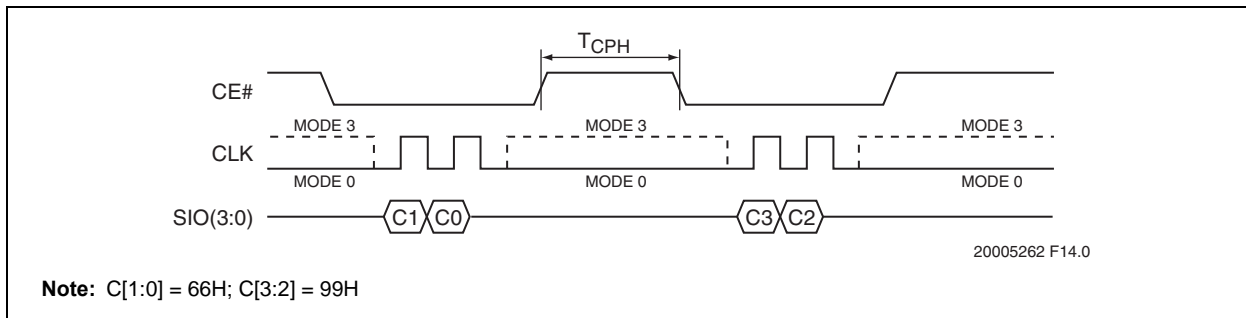 TCPH
CE#
MODE 3 MODE 3 MODE 3
CLK
MODE 0 MODE 0 MODE 0
SIO(3:0) C1 C0 C3 C2
20005262 F14.0
Note: C[1:0] = 66H; C[3:2] = 99H